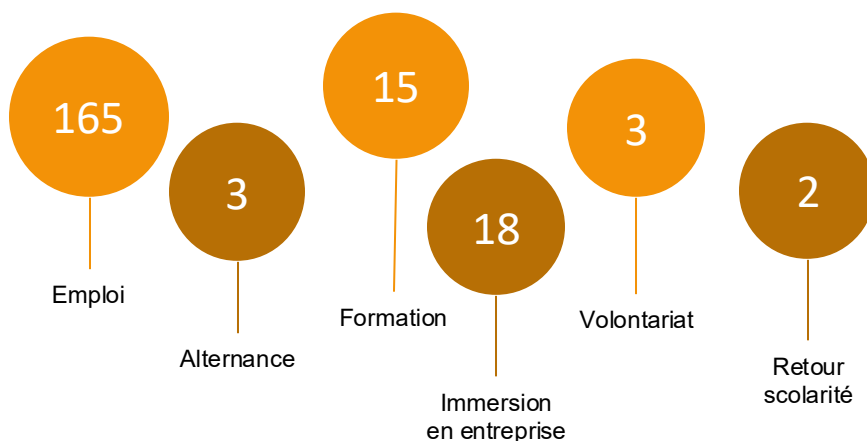 165
Emploi
3
Alternance
15
Formation
18
Immersion
en entreprise
3
Volontariat
2
Retour
scolarité